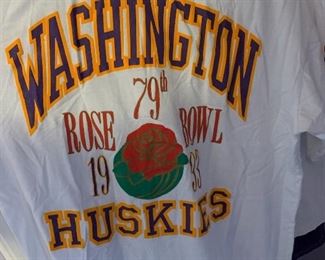 WASHINGTON
79th
ROSE BOWL
19 93
HUSKIES